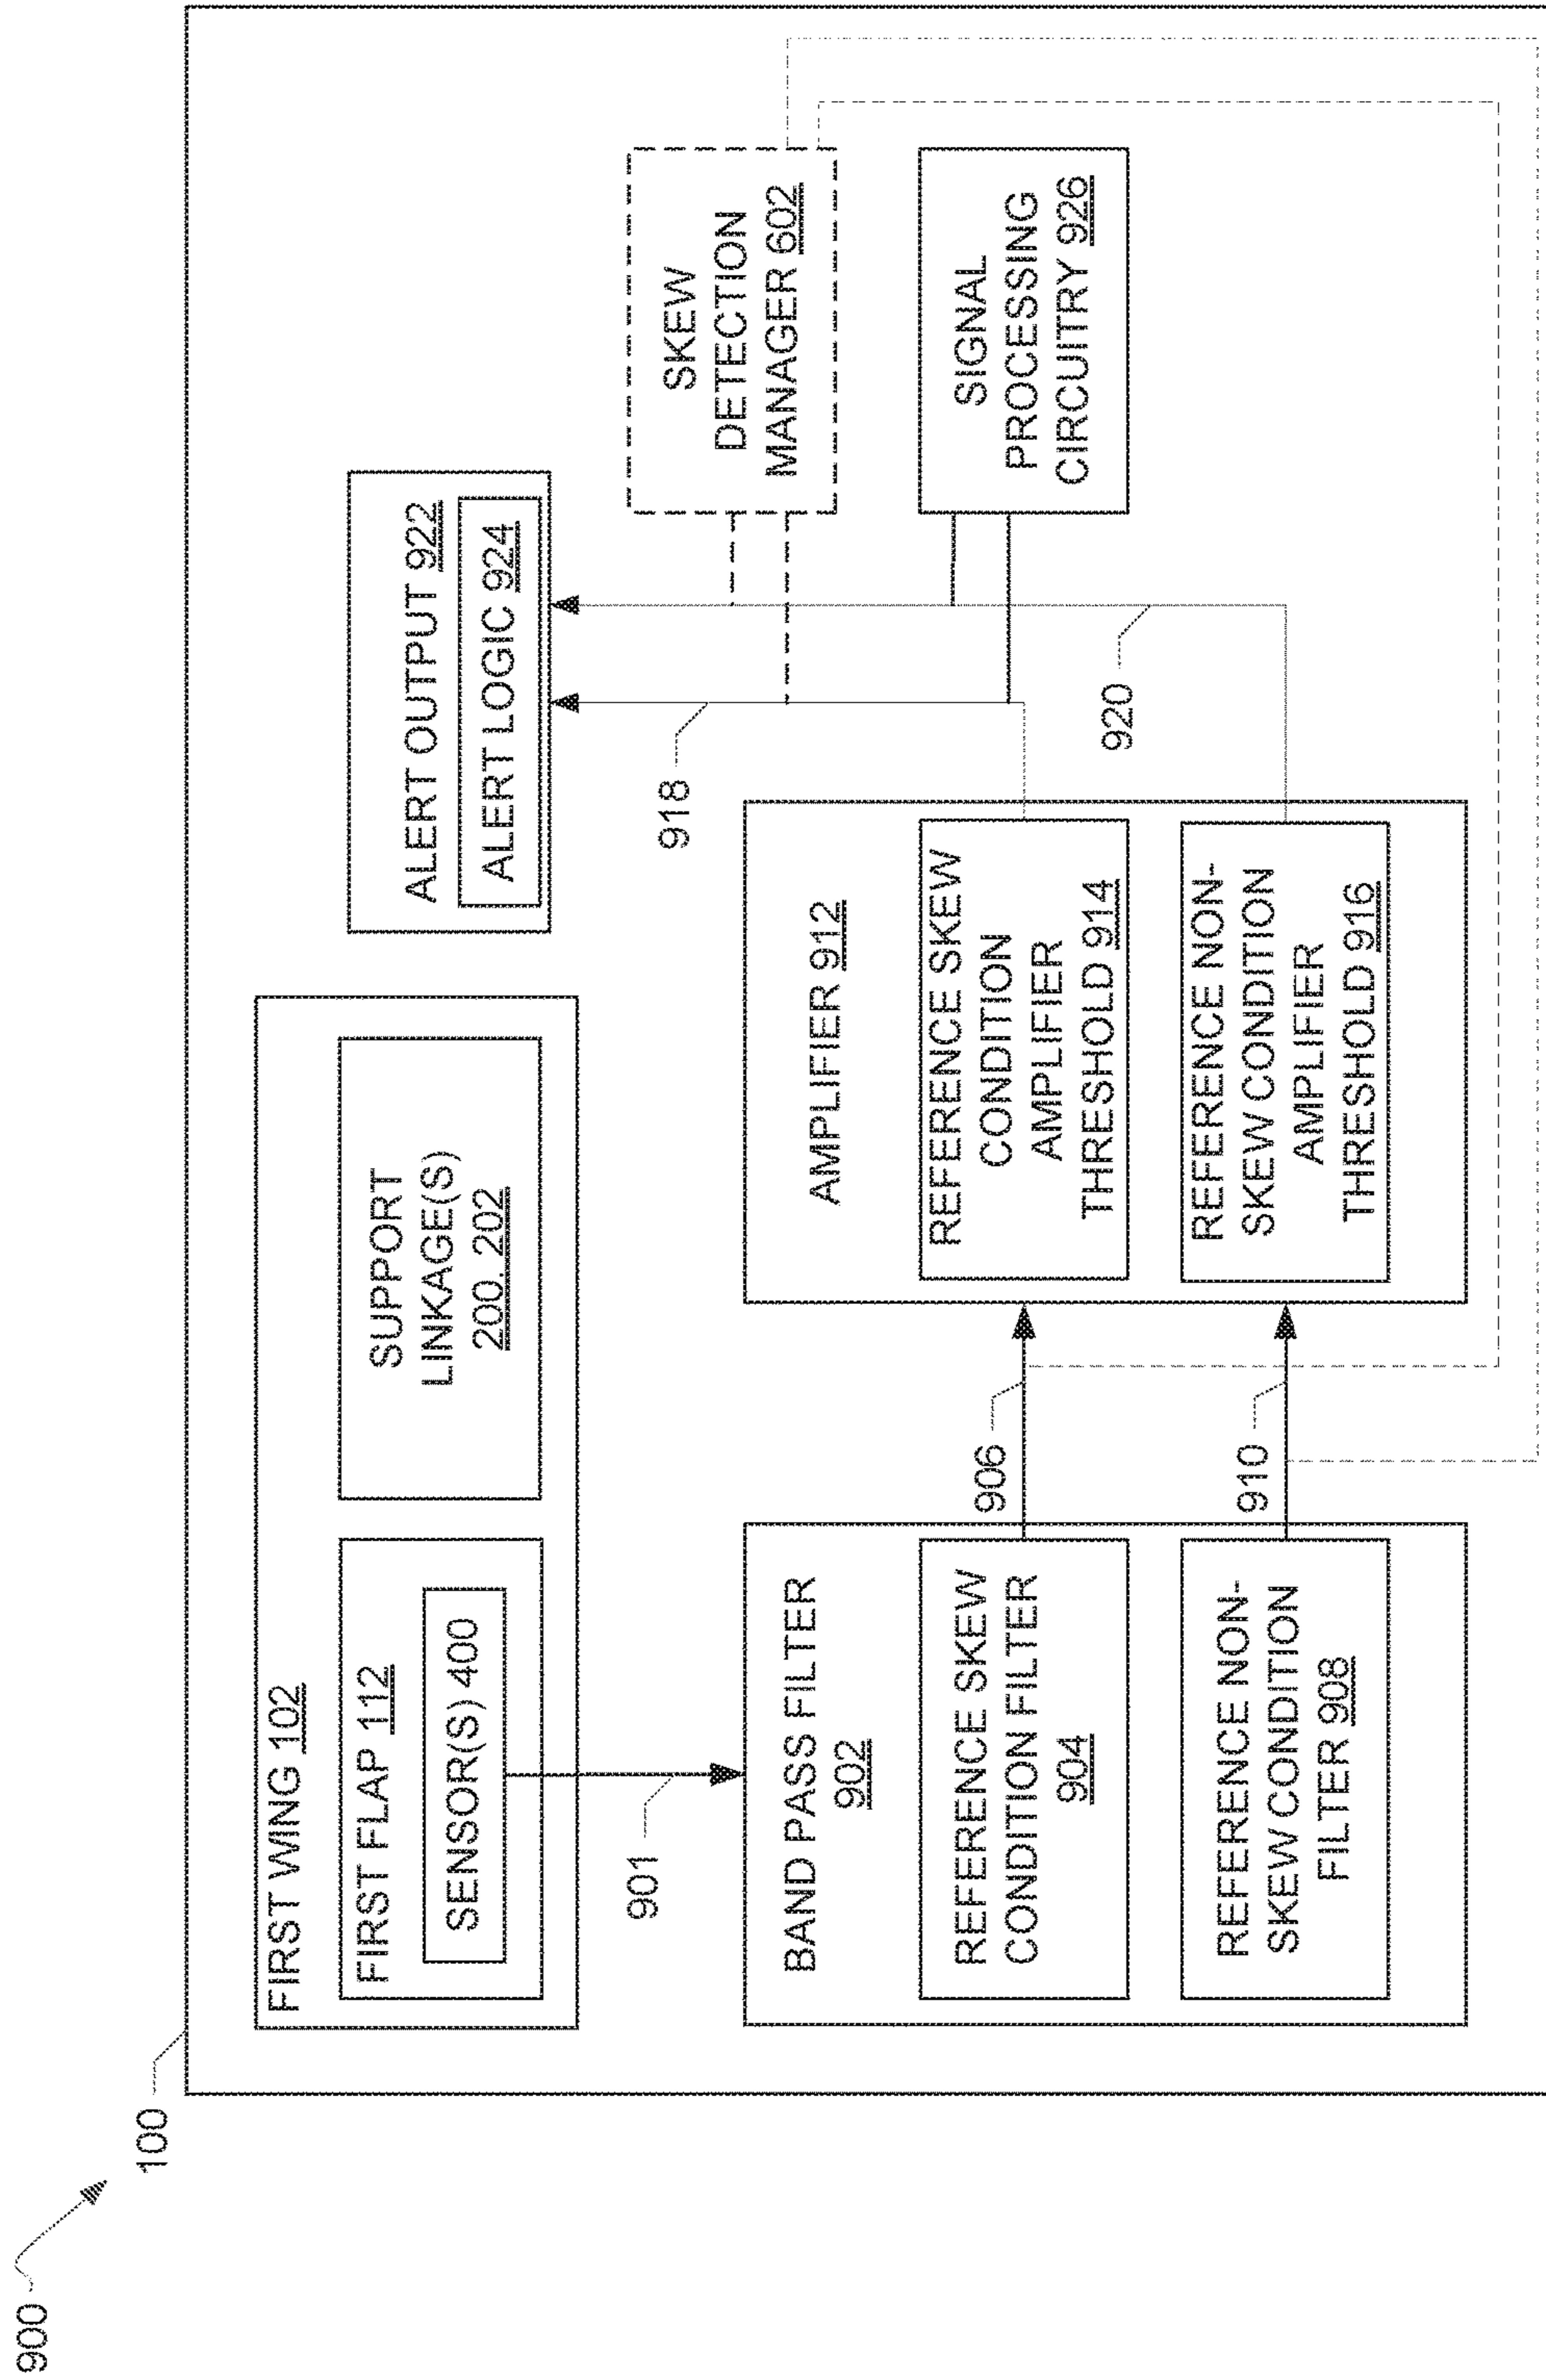 900
100
FIRST WING 102
FIRST FLAP 112
SENSOR(S) 400
SUPPORT
LINKAGE(S)
200. 202
ALERT OUTPUT 922
ALERT LOGIC 924
901
918
SKEW
DETECTION
MANAGER 602
BAND PASS FILTER
902
REFERENCE SKEW
CONDITION FILTER
904
REFERENCE NON-
SKEW CONDITION
FILTER 908
906
910
AMPLIFIER 912
REFERENCE SKEW
CONDITION
AMPLIFIER
THRESHOLD 914
REFERENCE NON-
SKEW CONDITION
AMPLIFIER
THRESHOLD 916
920
SIGNAL
PROCESSING
CIRCUITRY 926